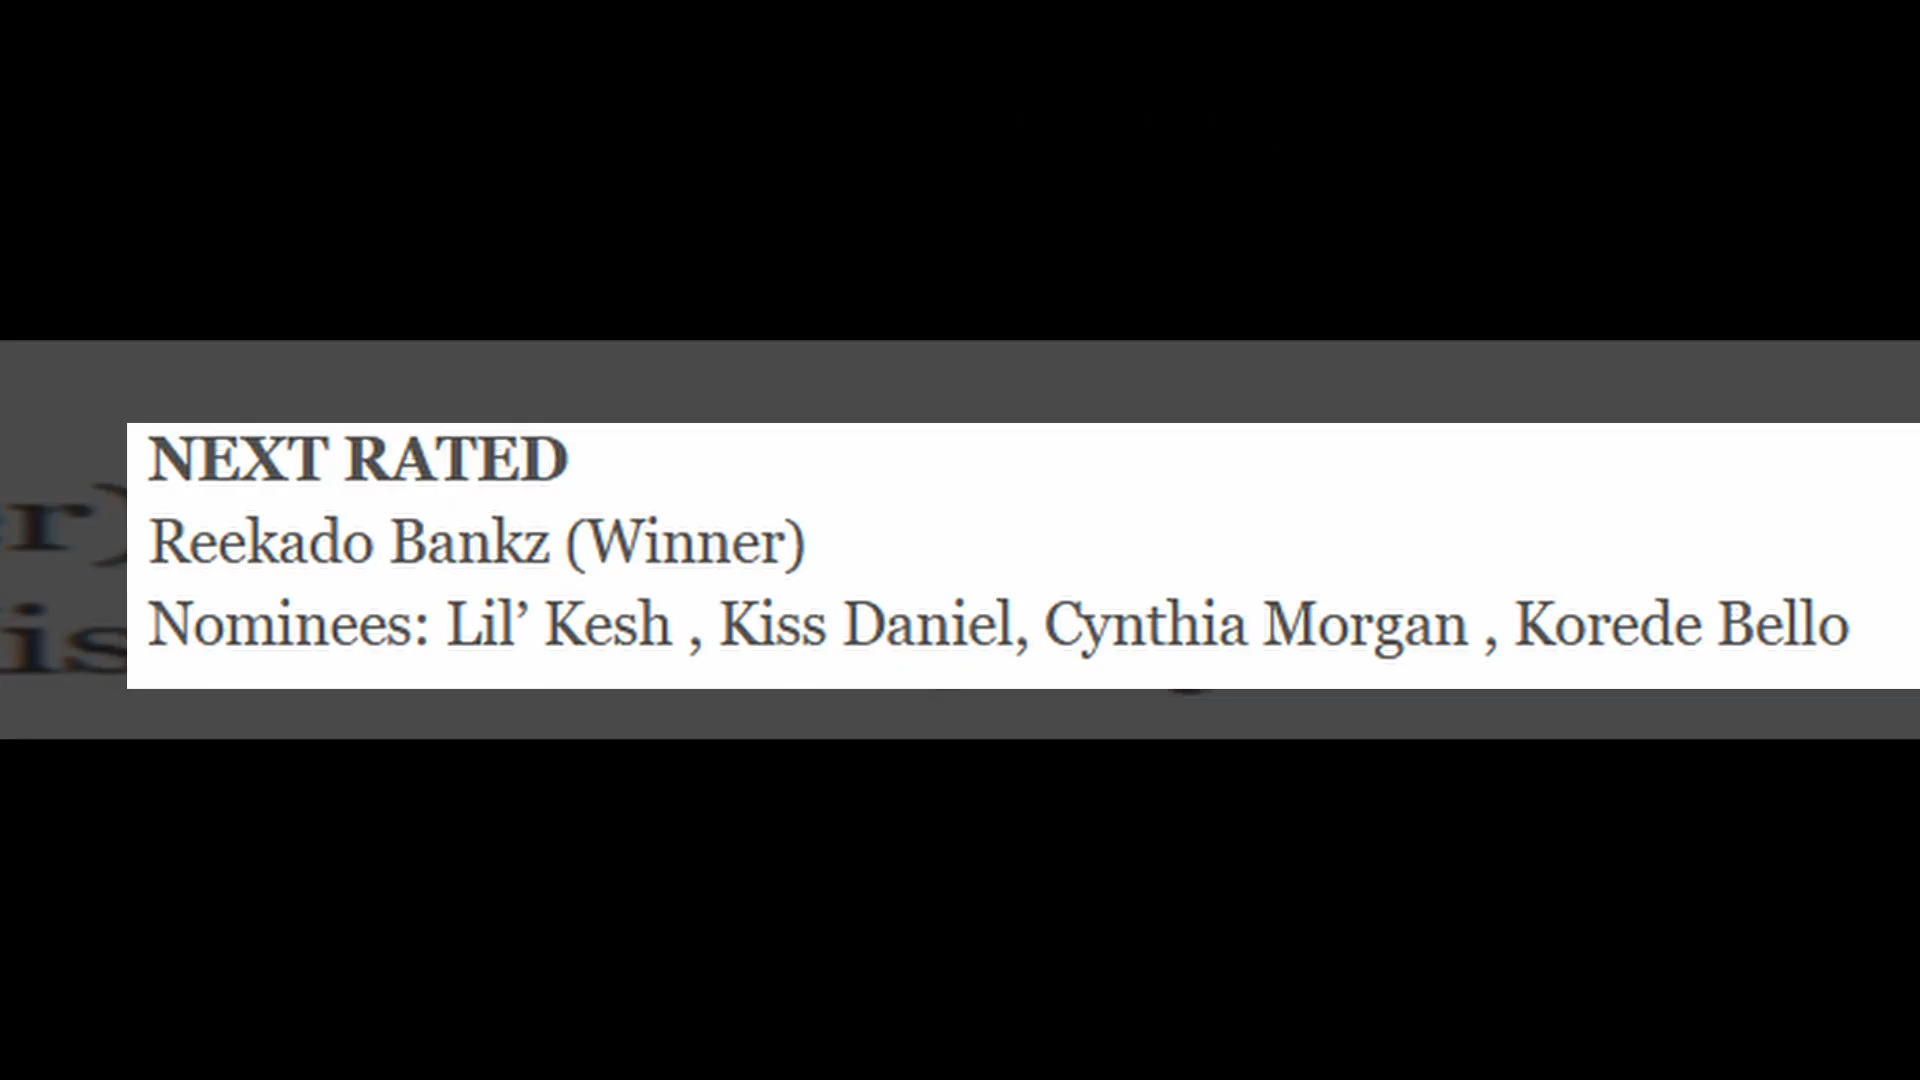 NEXT RATED
Reekado Bankz (Winner)
Nominees: Lil’ Kesh , Kiss Daniel, Cynthia Morgan , Korede Bello